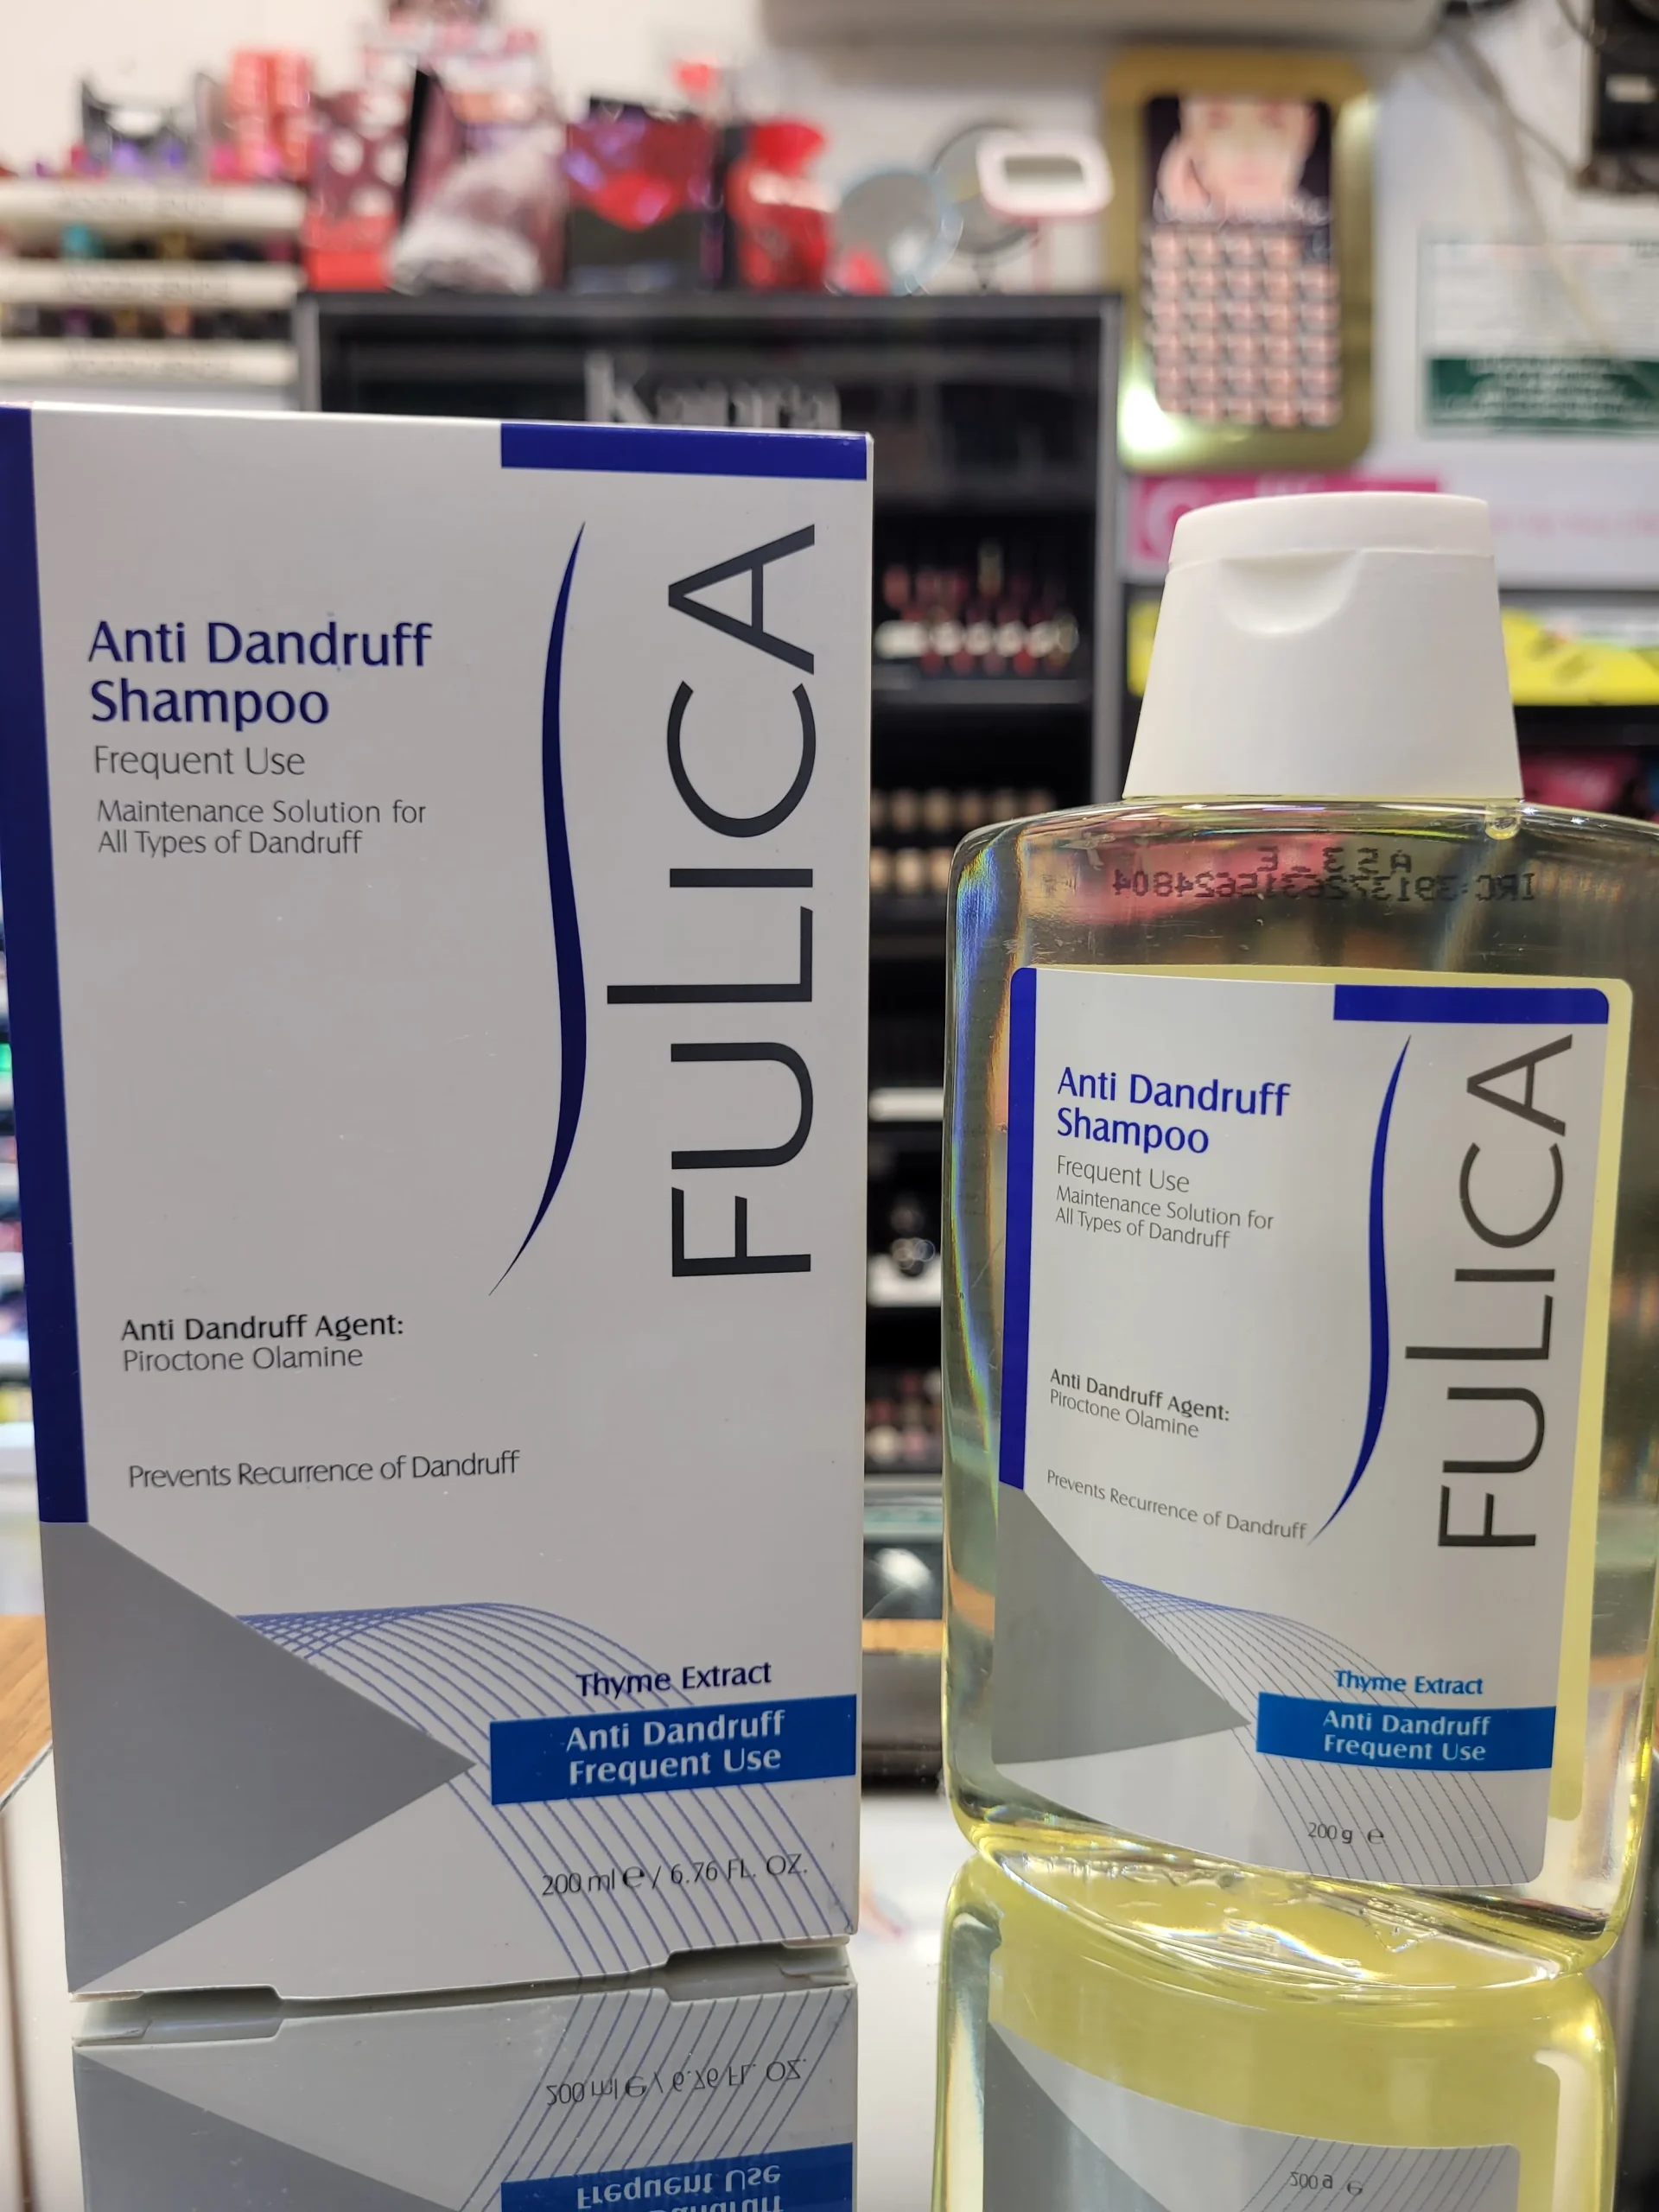 Kapra
Anti Dandruff
Shampoo
Frequent Use
Maintenance Solution for
All Types of Dandruff
FULICA
Anti Dandruff Agent:
Piroctone Olamine
Prevents Recurrence of Dandruff
Thyme Extract
Anti Dandruff
Frequent Use
200 ml ℮ / 6.76 FL. OZ.
Anti Dandruff
Shampoo
Frequent Use
Maintenance Solution for
All Types of Dandruff
FULICA
Anti Dandruff Agent:
Piroctone Olamine
Prevents Recurrence of Dandruff
Thyme Extract
Anti Dandruff
Frequent Use
200 g ℮